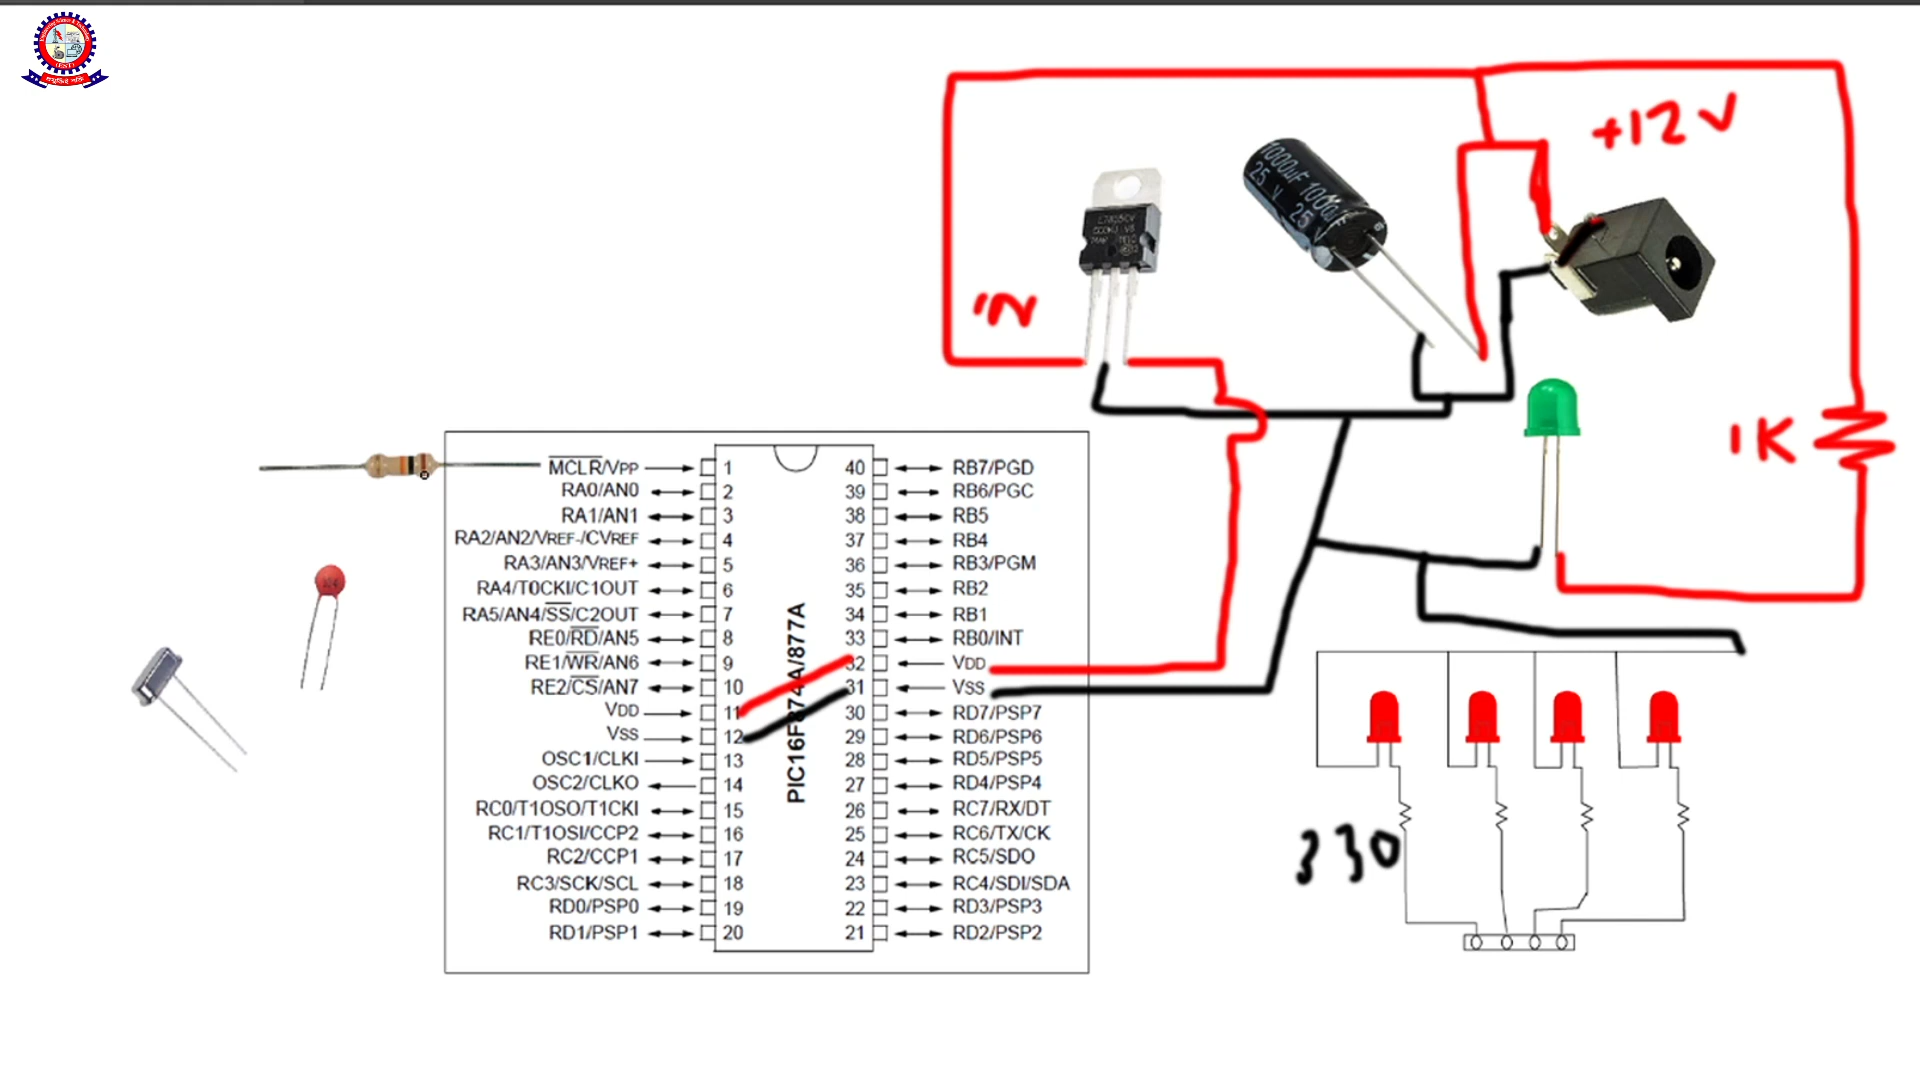 +12V
1000µF 1000µF
25 V 25 V
IN
1K
MCLR/VPP 1 40 RB7/PGD
RA0/AN0 2 39 RB6/PGC
RA1/AN1 3 38 RB5
RA2/AN2/VREF-/CVREF 4 37 RB4
RA3/AN3/VREF+ 5 36 RB3/PGM
RA4/T0CKI/C1OUT 6 35 RB2
RA5/AN4/SS/C2OUT 7 34 RB1
RE0/RD/AN5 8 33 RB0/INT
RE1/WR/AN6 9 32 VDD
RE2/CS/AN7 10 31 VSS
VDD 11 30 RD7/PSP7
VSS 12 29 RD6/PSP6
OSC1/CLKI 13 28 RD5/PSP5
OSC2/CLKO 14 27 RD4/PSP4
RC0/T1OSO/T1CKI 15 26 RC7/RX/DT
RC1/T1OSI/CCP2 16 25 RC6/TX/CK
RC2/CCP1 17 24 RC5/SDO
RC3/SCK/SCL 18 23 RC4/SDI/SDA
RD0/PSP0 19 22 RD3/PSP3
RD1/PSP1 20 21 RD2/PSP2
PIC16F874A/877A
330